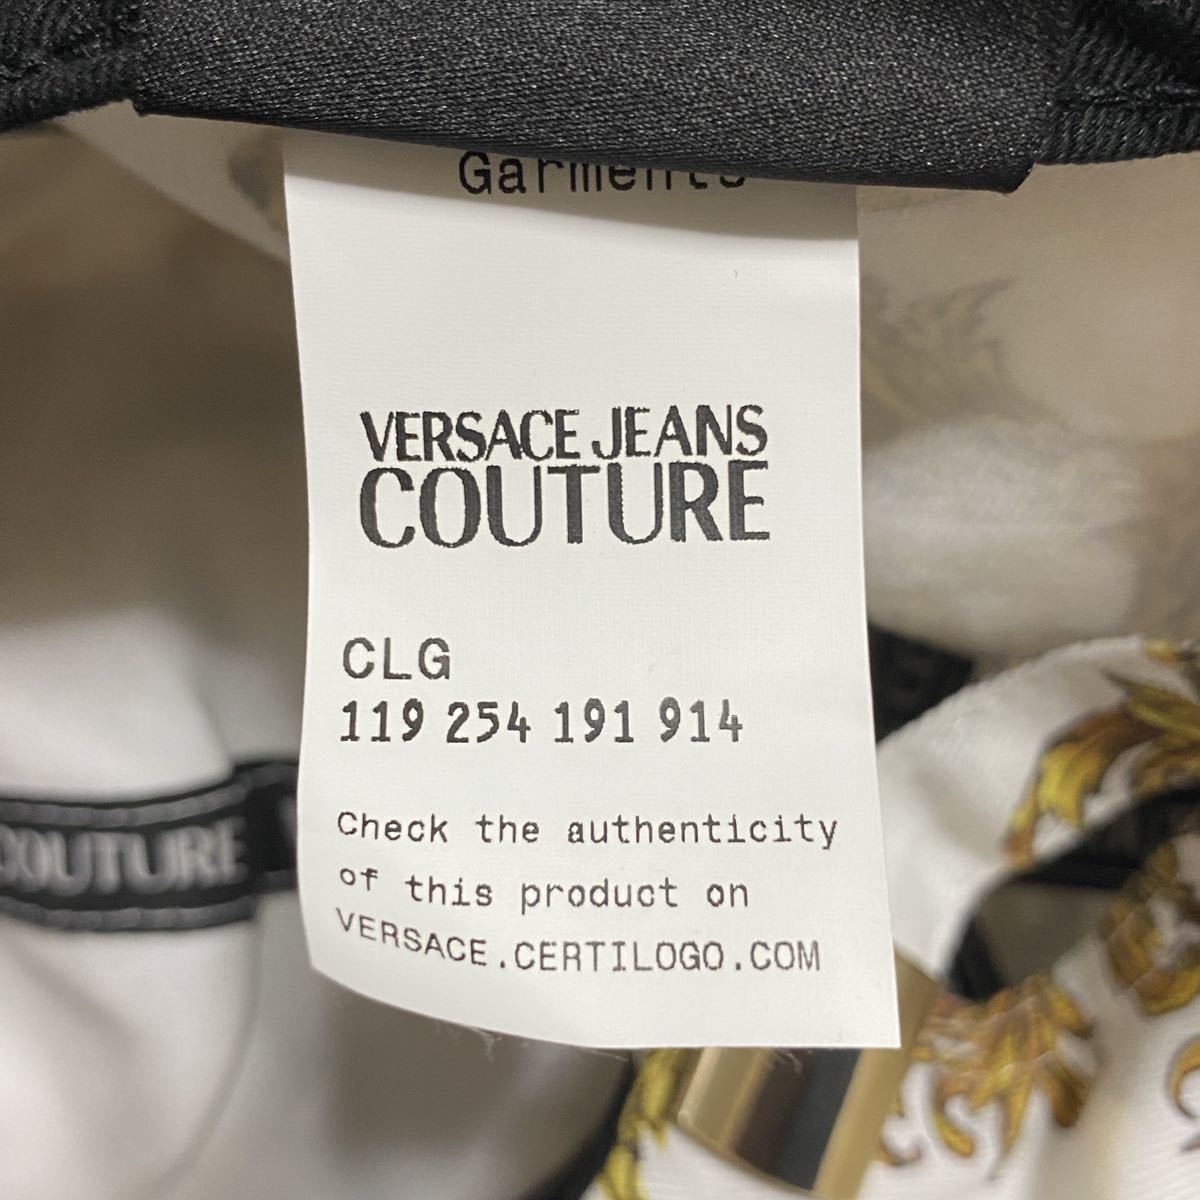 Garments
VERSACE JEANS
COUTURE
CLG
119 254 191 914
Check the authenticity
of this product on
VERSACE.CERTILOGO.COM
COUTURE